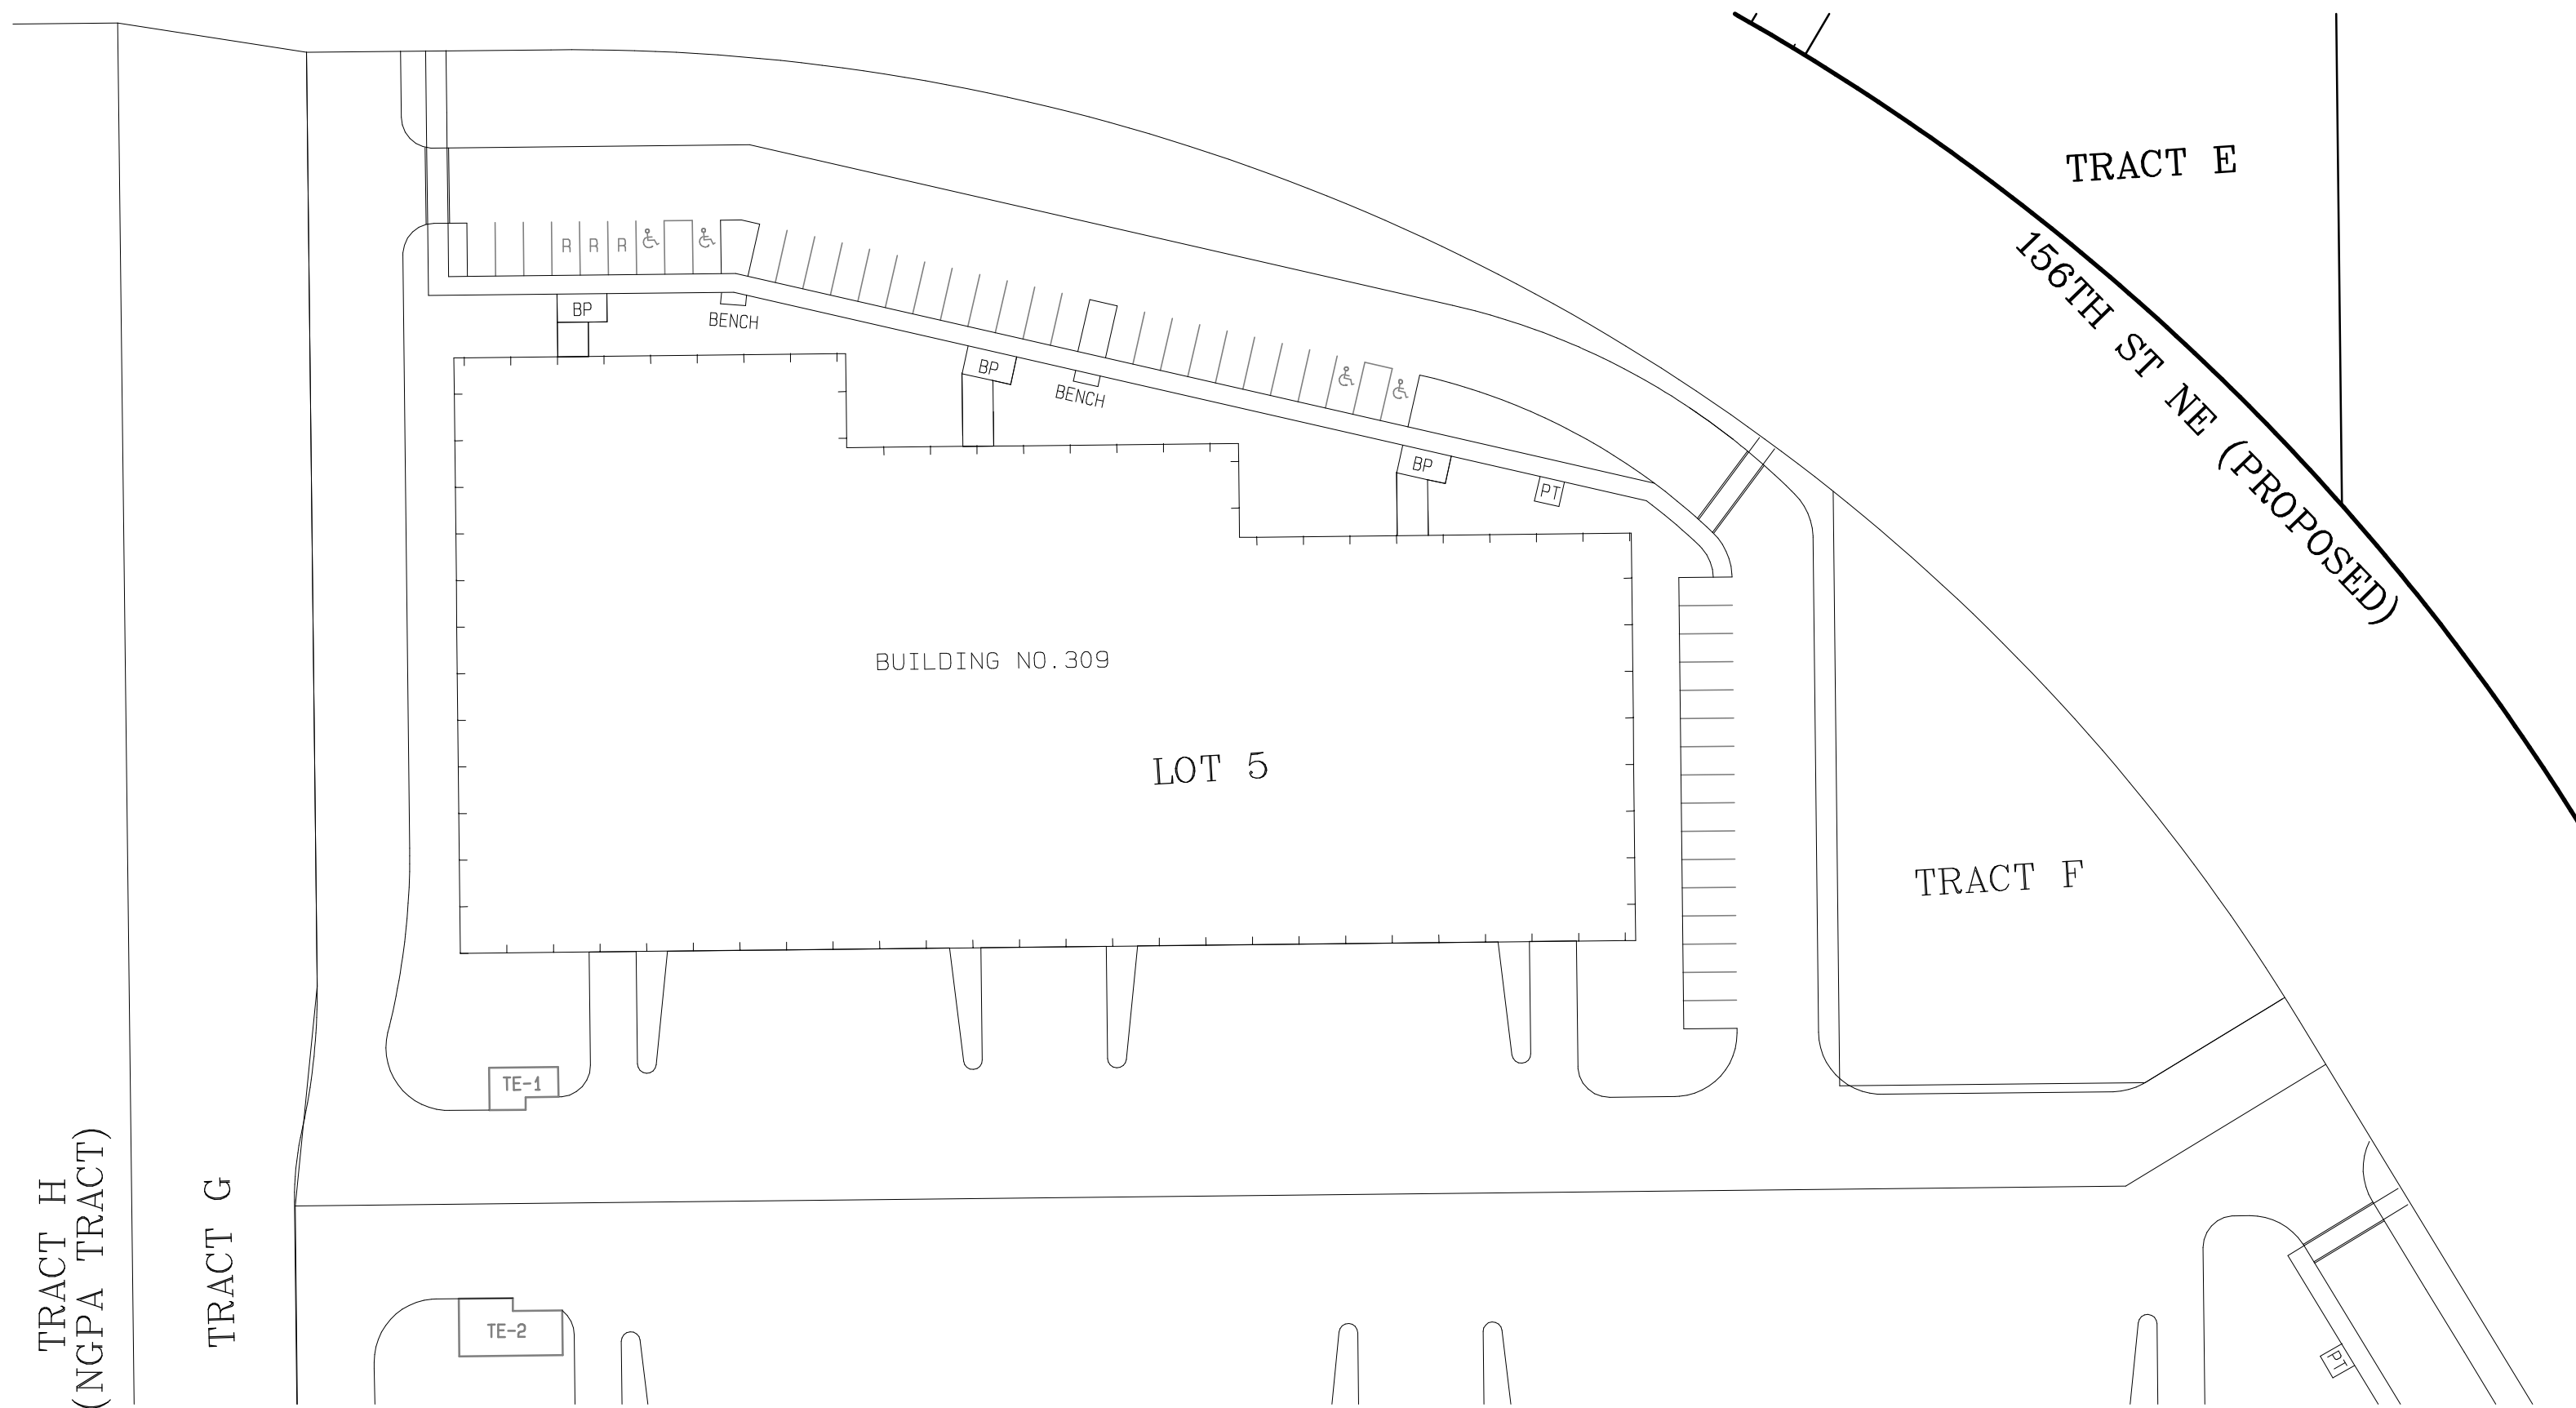 TRACT E
156TH ST NE (PROPOSED)
R R R
BP
BENCH
BP
BENCH
BP
PT
BUILDING NO.309
LOT 5
TRACT F
TE-1
TRACT H
(NGPA TRACT)
TRACT G
TE-2
PT